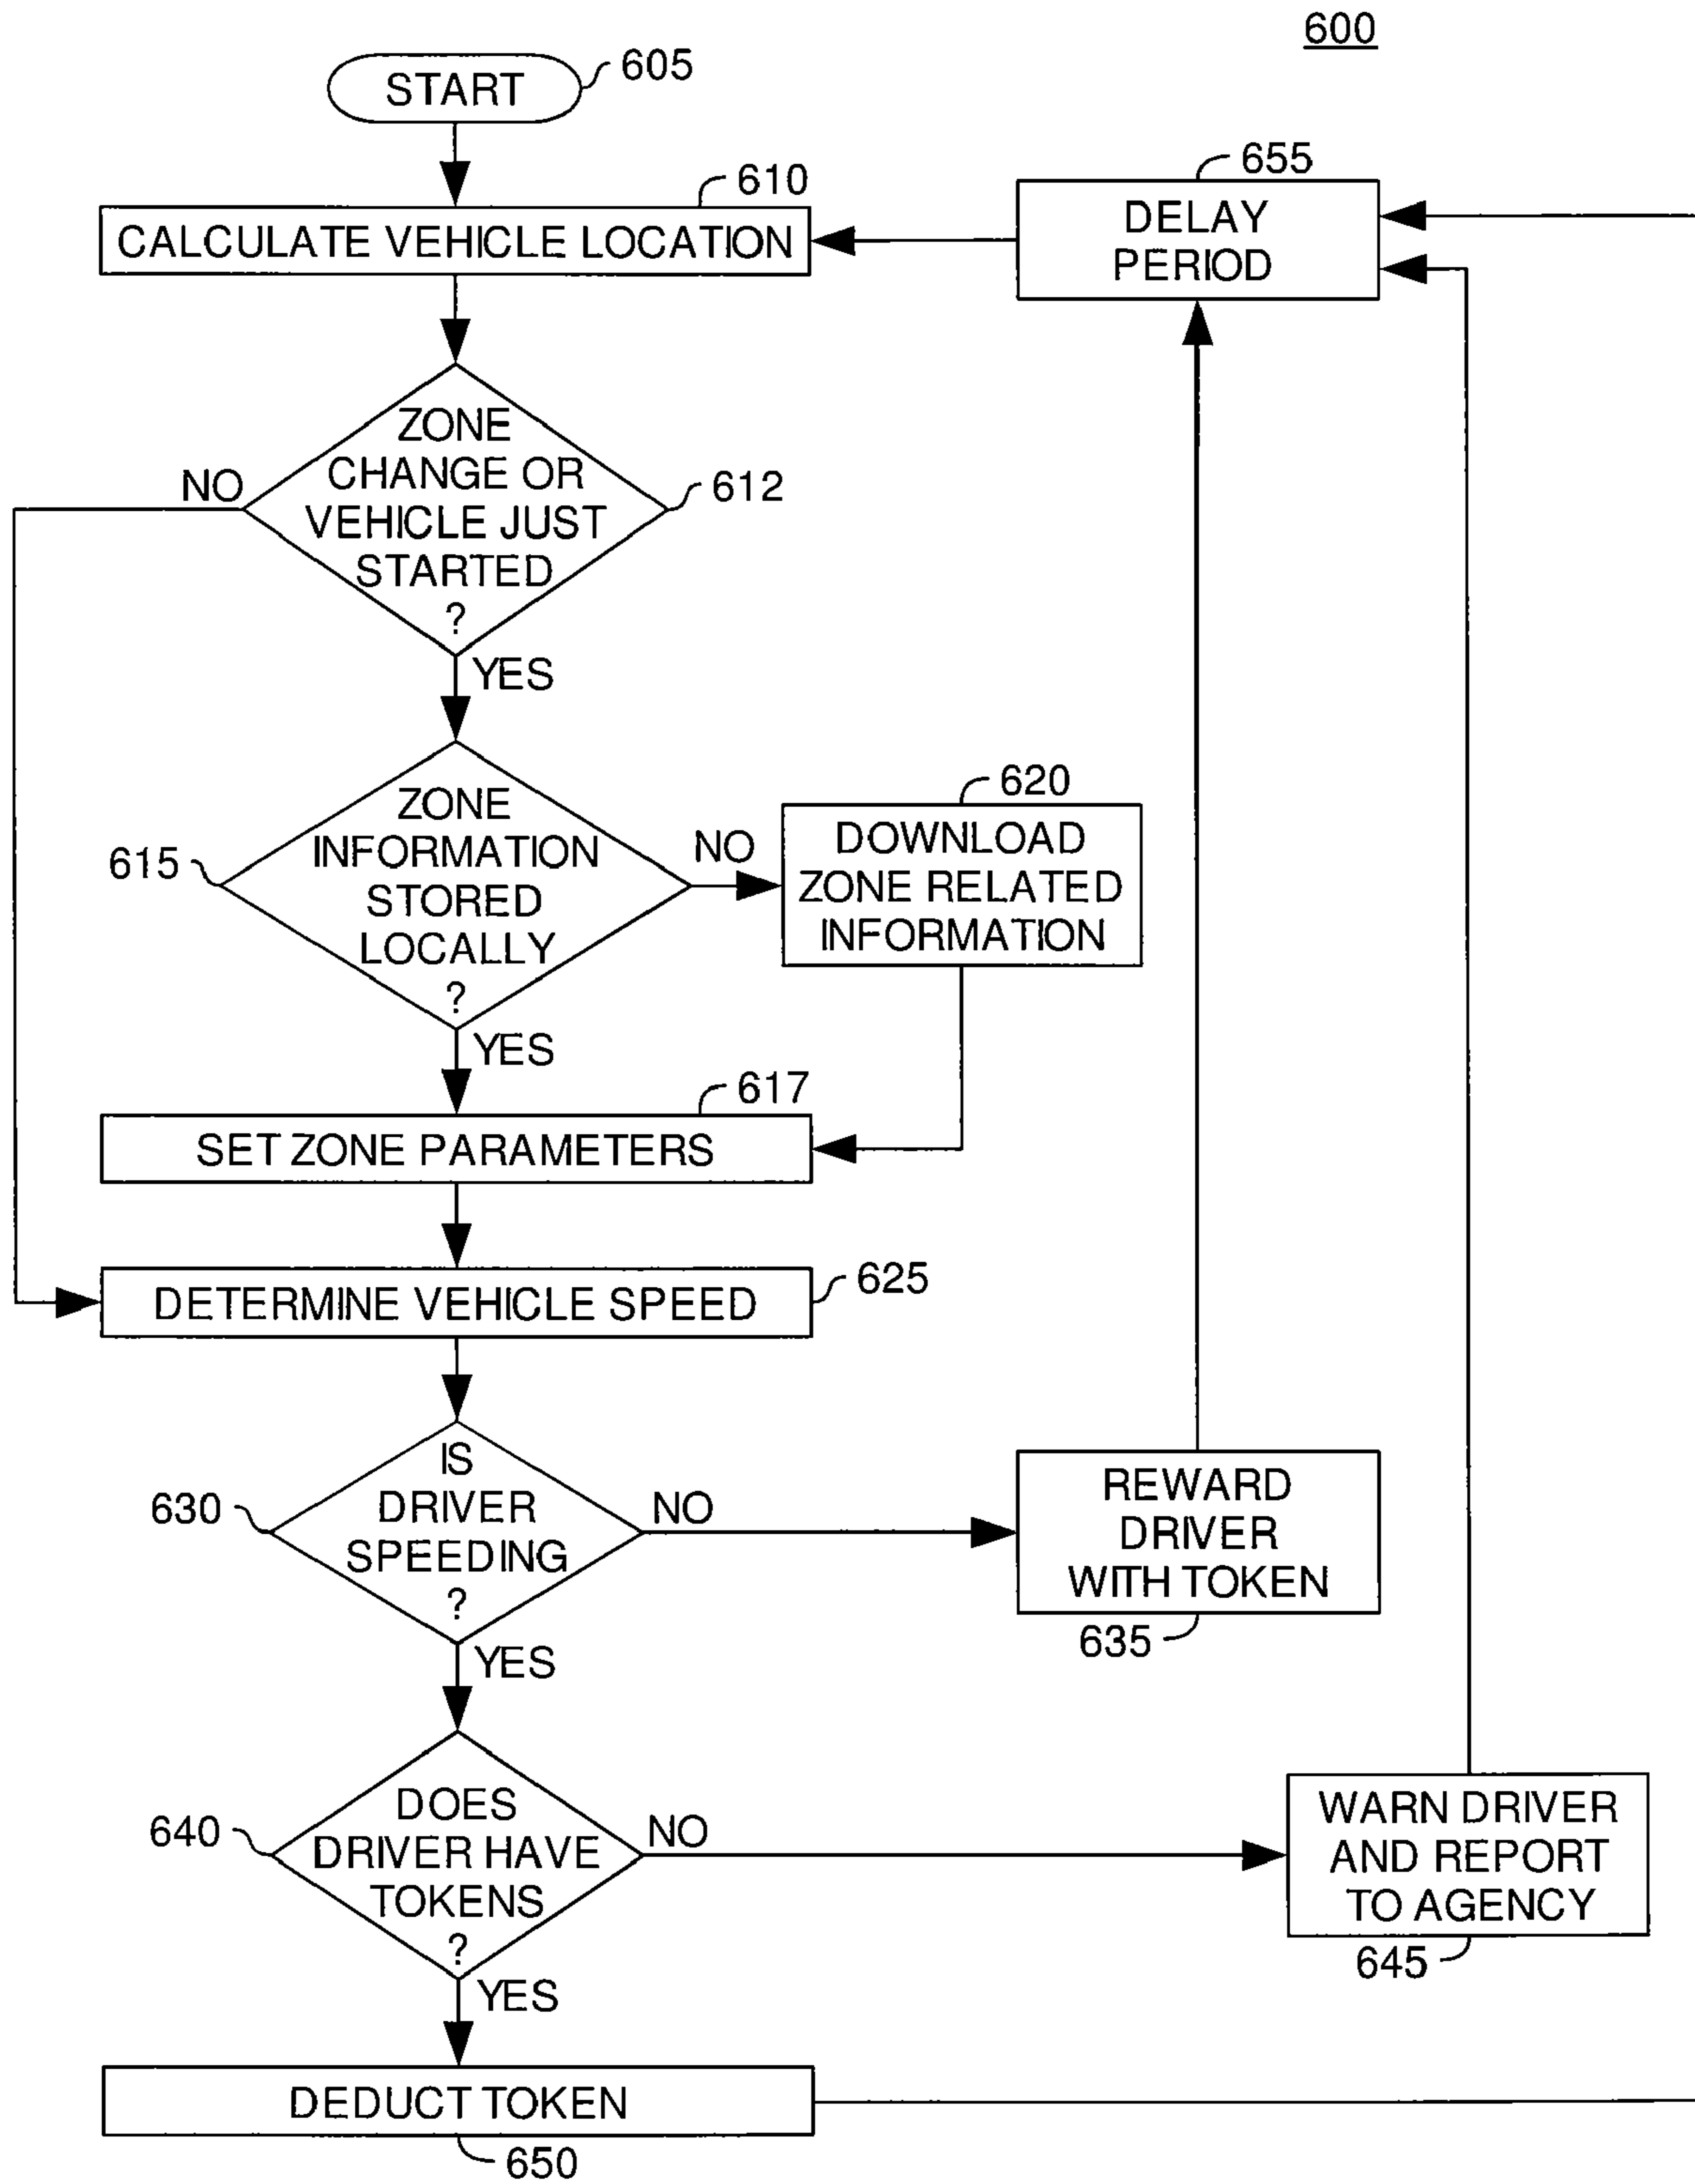 600
START
605
610
CALCULATE VEHICLE LOCATION
655
DELAY
PERIOD
ZONE
CHANGE OR
VEHICLE JUST
STARTED
?
NO
612
YES
ZONE
INFORMATION
STORED
LOCALLY
?
615
NO
620
DOWNLOAD
ZONE RELATED
INFORMATION
YES
617
SET ZONE PARAMETERS
DETERMINE VEHICLE SPEED
625
IS
DRIVER
SPEEDING
?
630
NO
REWARD
DRIVER
WITH TOKEN
635
YES
DOES
DRIVER HAVE
TOKENS
?
640
NO
WARN DRIVER
AND REPORT
TO AGENCY
645
YES
DEDUCT TOKEN
650